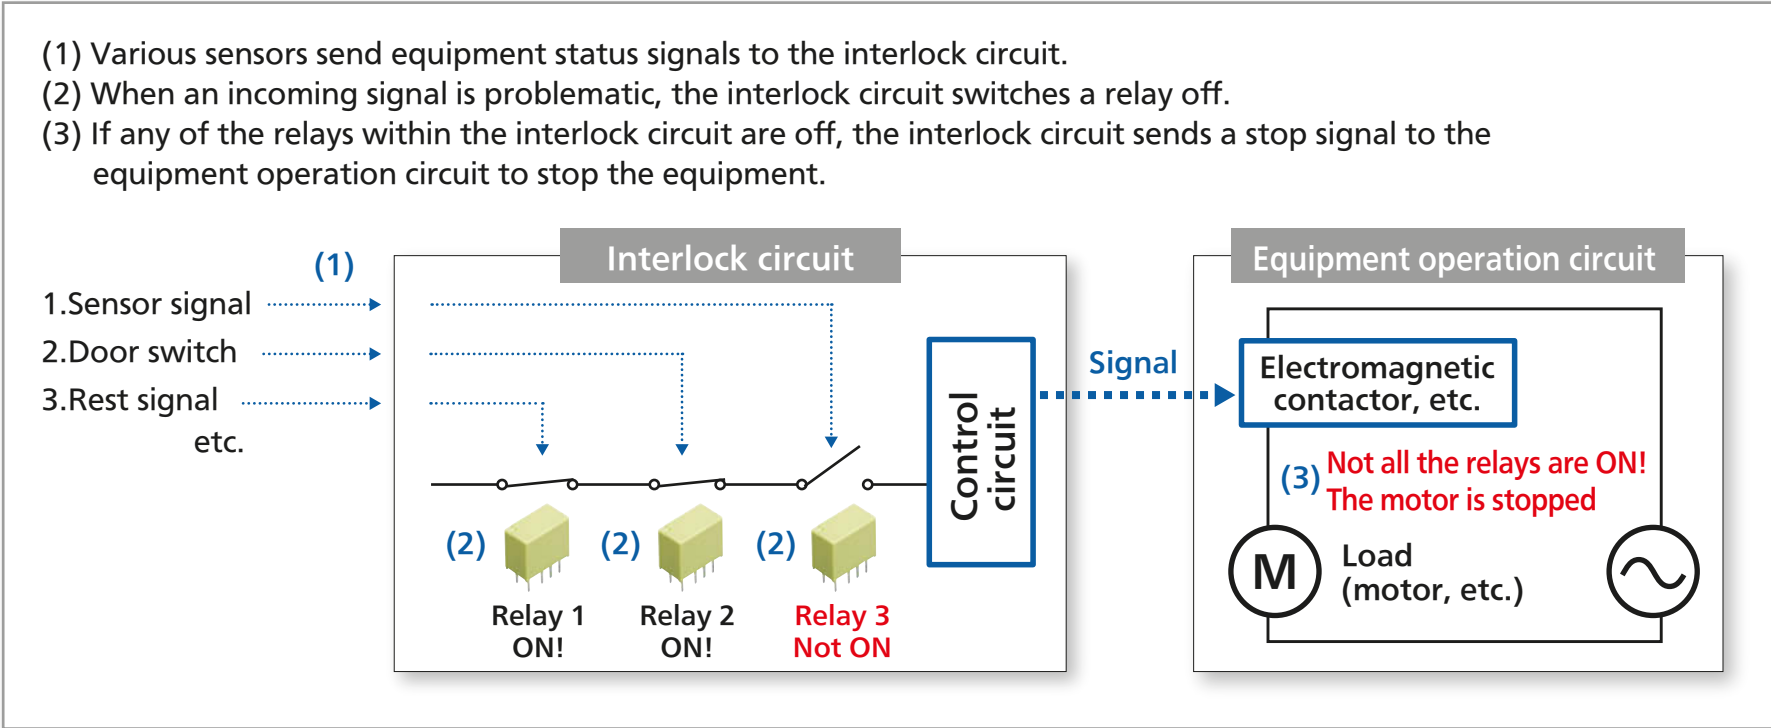 (1) Various sensors send equipment status signals to the interlock circuit.
(2) When an incoming signal is problematic, the interlock circuit switches a relay off.
(3) If any of the relays within the interlock circuit are off, the interlock circuit sends a stop signal to the
equipment operation circuit to stop the equipment.
(1)
1.Sensor signal
2.Door switch
3.Rest signal
etc.
Interlock circuit
Control
circuit
(2)
Relay 1
ON!
(2)
Relay 2
ON!
(2)
Relay 3
Not ON
Signal
Equipment operation circuit
Electromagnetic
contactor, etc.
(3) Not all the relays are ON!
The motor is stopped
M
Load
(motor, etc.)